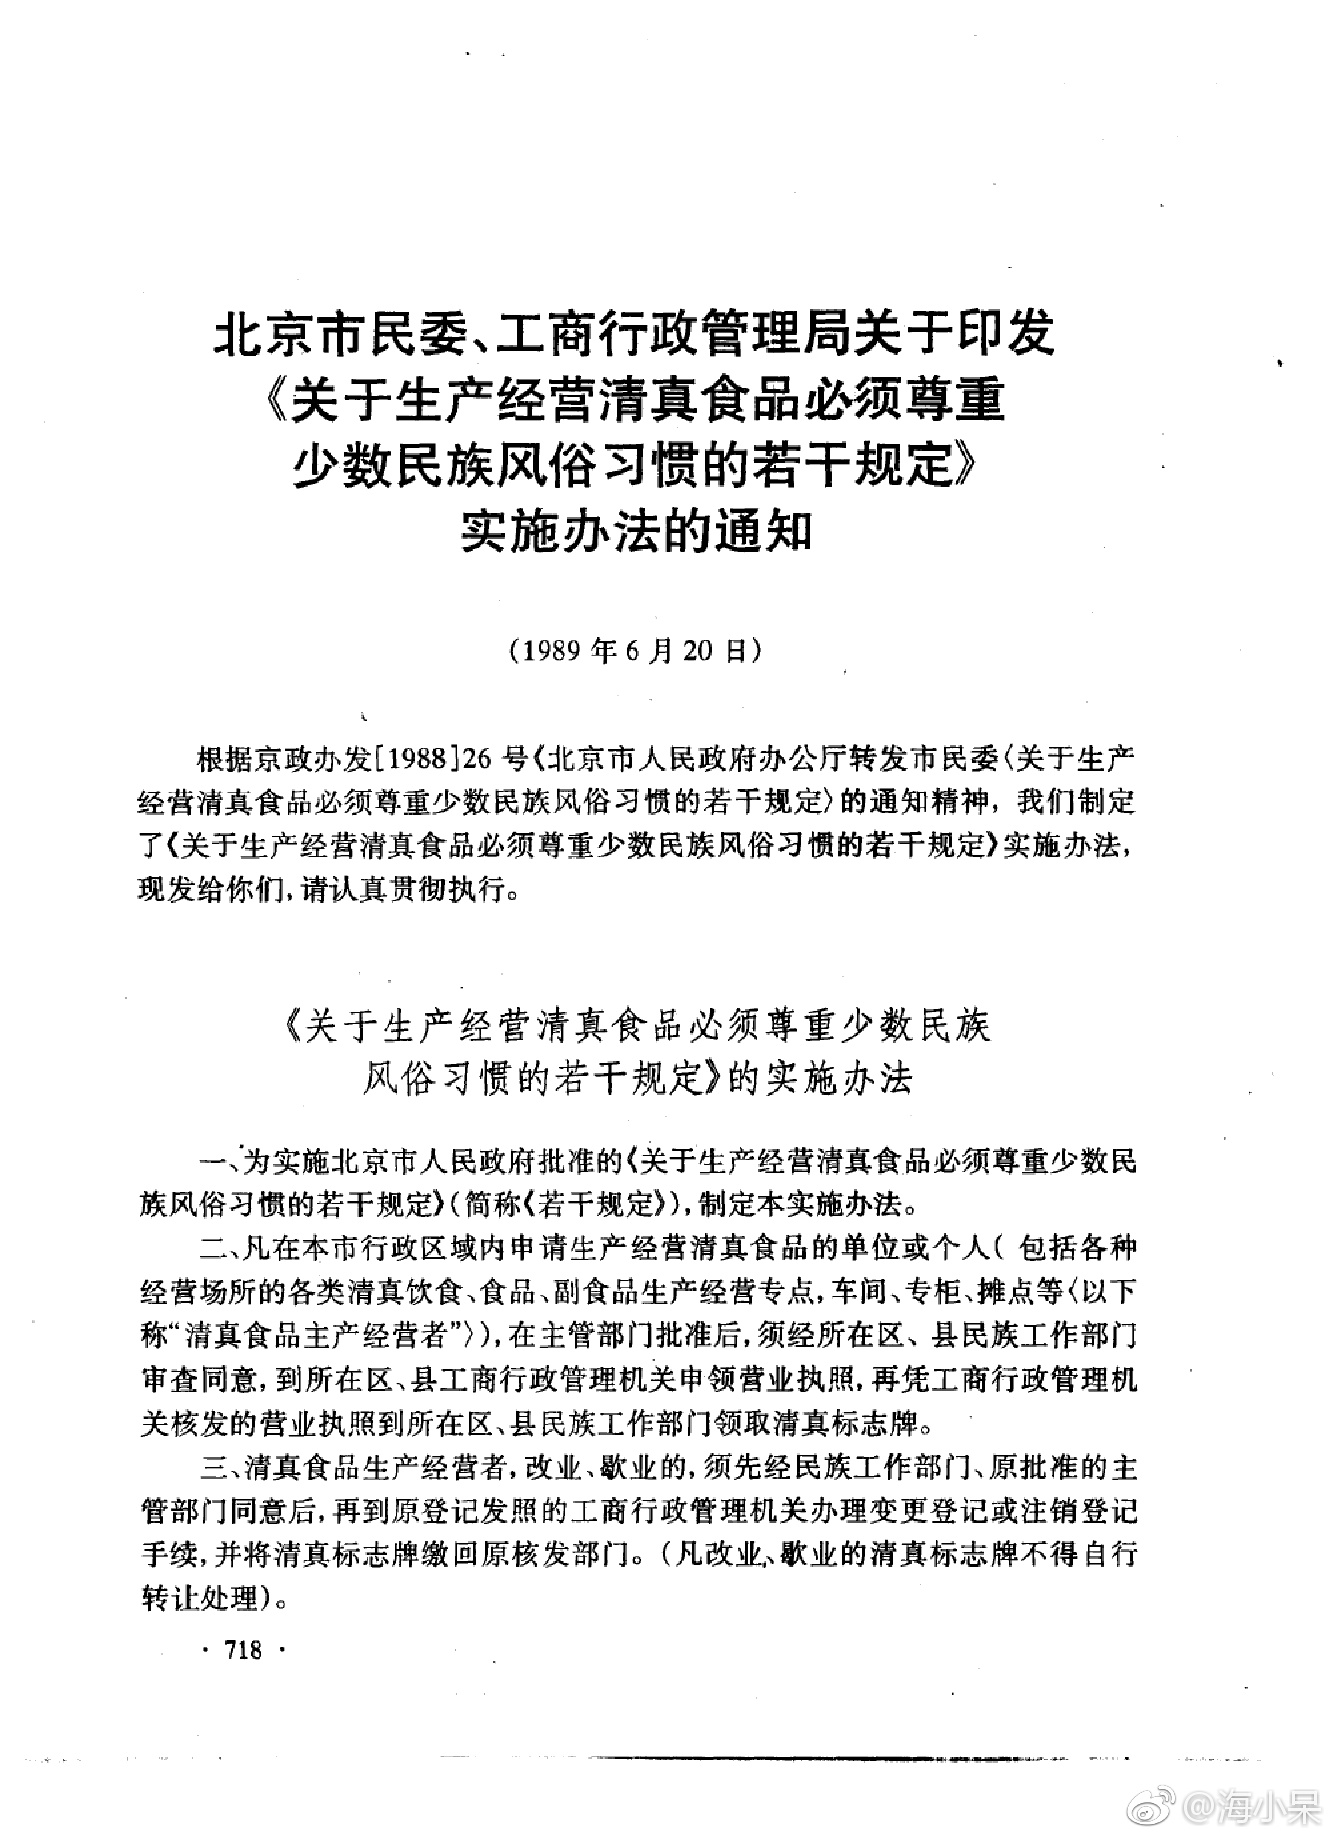 北京市民委、工商行政管理局关于印发
《关于生产经营清真食品必须尊重
少数民族风俗习惯的若干规定》
实施办法的通知
(1989年6月20日)
根据京政办发[1988]26号《北京市人民政府办公厅转发市民委〈关于生产
经营清真食品必须尊重少数民族风俗习惯的若干规定〉的通知精神，我们制定
了《关于生产经营清真食品必须尊重少数民族风俗习惯的若干规定》实施办法，
现发给你们，请认真贯彻执行。
《关于生产经营清真食品必须尊重少数民族
风俗习惯的若干规定》的实施办法
一、为实施北京市人民政府批准的《关于生产经营清真食品必须尊重少数民
族风俗习惯的若干规定》(简称《若干规定》)，制定本实施办法。
二、凡在本市行政区域内申请生产经营清真食品的单位或个人( 包括各种
经营场所的各类清真饮食、食品、副食品生产经营专点，车间、专柜、摊点等〈以下
称“清真食品主产经营者”〉)，在主管部门批准后，须经所在区、县民族工作部门
审查同意，到所在区、县工商行政管理机关申领营业执照，再凭工商行政管理机
关核发的营业执照到所在区、县民族工作部门领取清真标志牌。
三、清真食品生产经营者，改业、歇业的，须先经民族工作部门、原批准的主
管部门同意后，再到原登记发照的工商行政管理机关办理变更登记或注销登记
手续，并将清真标志牌缴回原核发部门。(凡改业、歇业的清真标志牌不得自行
转让处理)。
· 718 ·
@海小呆